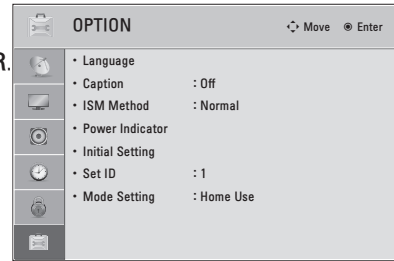 OPTION Move Enter
R.
• Language
• Caption : Off
• ISM Method : Normal
• Power Indicator
• Initial Setting
• Set ID : 1
• Mode Setting : Home Use